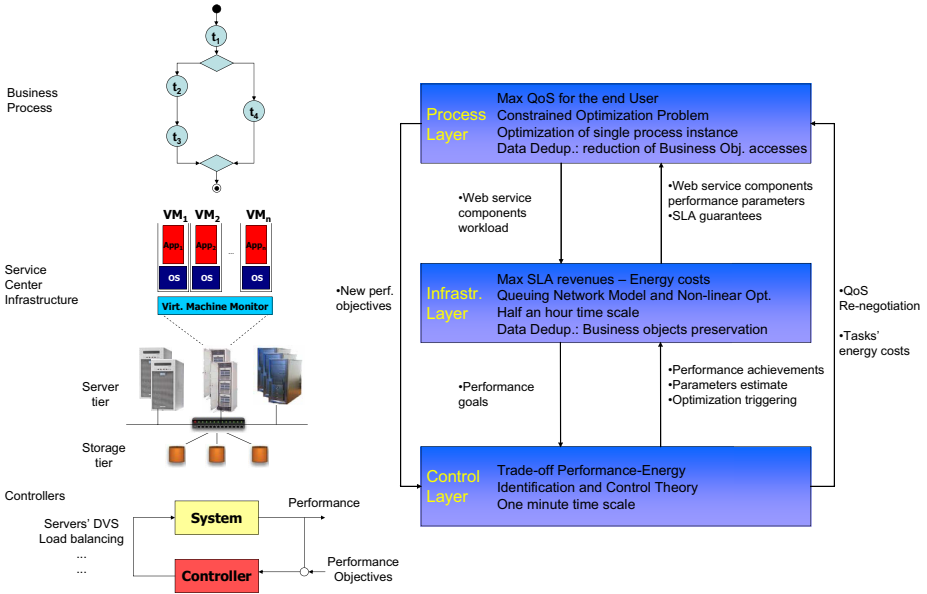 Business
Process
t1
t2
t3
t4
VM1 VM2 VMn
App1 App2 ... Appn
OS OS OS
Virt. Machine Monitor
Service
Center
Infrastructure
Server
tier
Storage
tier
Controllers
Servers' DVS
Load balancing
...
...
System
Controller
Performance
Performance
Objectives
Process
Layer
Max QoS for the end User
Constrained Optimization Problem
Optimization of single process instance
Data Dedup.: reduction of Business Obj. accesses
•Web service
components
workload
•Web service components
performance parameters
•SLA guarantees
Infrastr.
Layer
Max SLA revenues – Energy costs
Queuing Network Model and Non-linear Opt.
Half an hour time scale
Data Dedup.: Business objects preservation
•New perf.
objectives
•QoS
Re-negotiation
•Tasks'
energy costs
•Performance
goals
•Performance achievements
•Parameters estimate
•Optimization triggering
Control
Layer
Trade-off Performance-Energy
Identification and Control Theory
One minute time scale